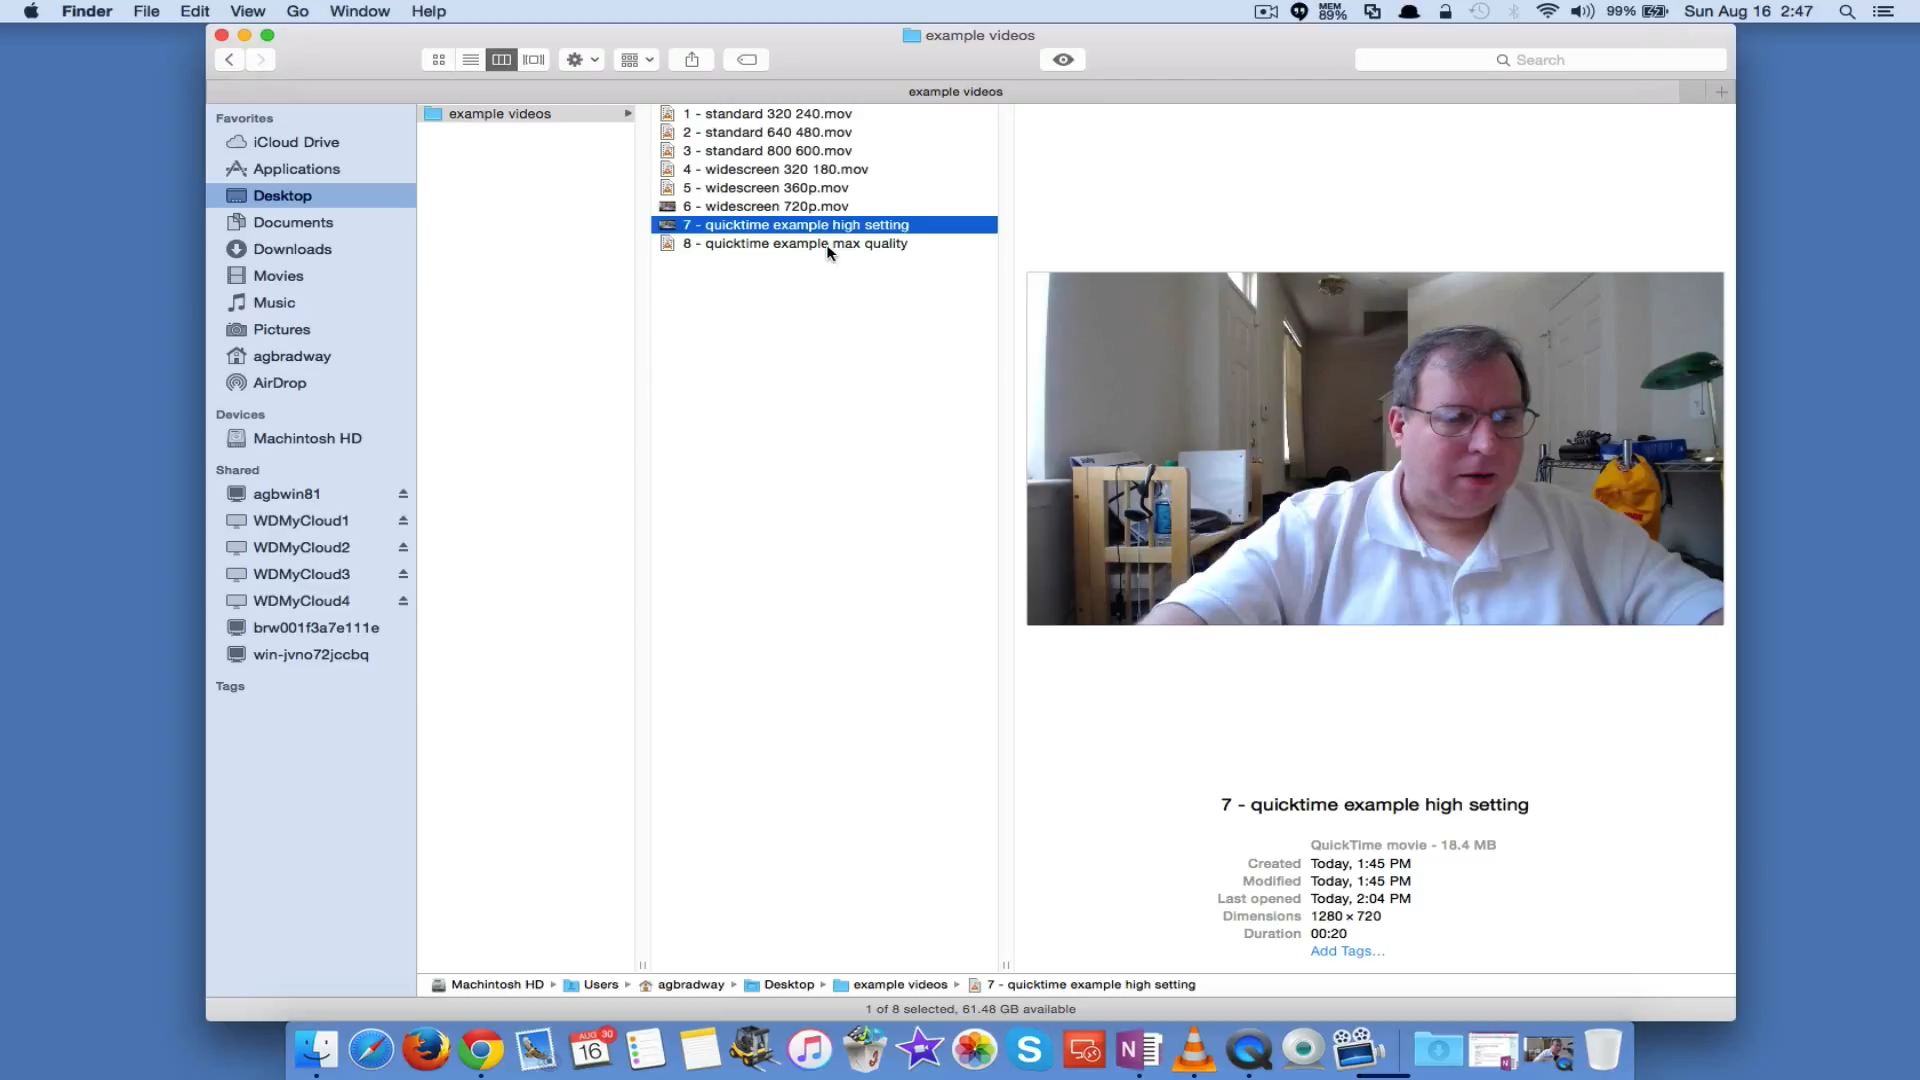 Finder File Edit View Go Window Help MEM 89% 99% Sun Aug 16 2:47
example videos
Search
example videos
Favorites
iCloud Drive
Applications
Desktop
Documents
Downloads
Movies
Music
Pictures
agbradway
AirDrop
Devices
Machintosh HD
Shared
agbwin81
WDMyCloud1
WDMyCloud2
WDMyCloud3
WDMyCloud4
brw001f3a7e111e
win-jvno72jccbq
Tags
example videos
1 - standard 320 240.mov
2 - standard 640 480.mov
3 - standard 800 600.mov
4 - widescreen 320 180.mov
5 - widescreen 360p.mov
6 - widescreen 720p.mov
7 - quicktime example high setting
8 - quicktime example max quality
7 - quicktime example high setting
QuickTime movie - 18.4 MB
Created Today, 1:45 PM
Modified Today, 1:45 PM
Last opened Today, 2:04 PM
Dimensions 1280 × 720
Duration 00:20
Add Tags...
Machintosh HD Users agbradway Desktop example videos 7 - quicktime example high setting
1 of 8 selected, 61.48 GB available
AUG 30
16
S
N